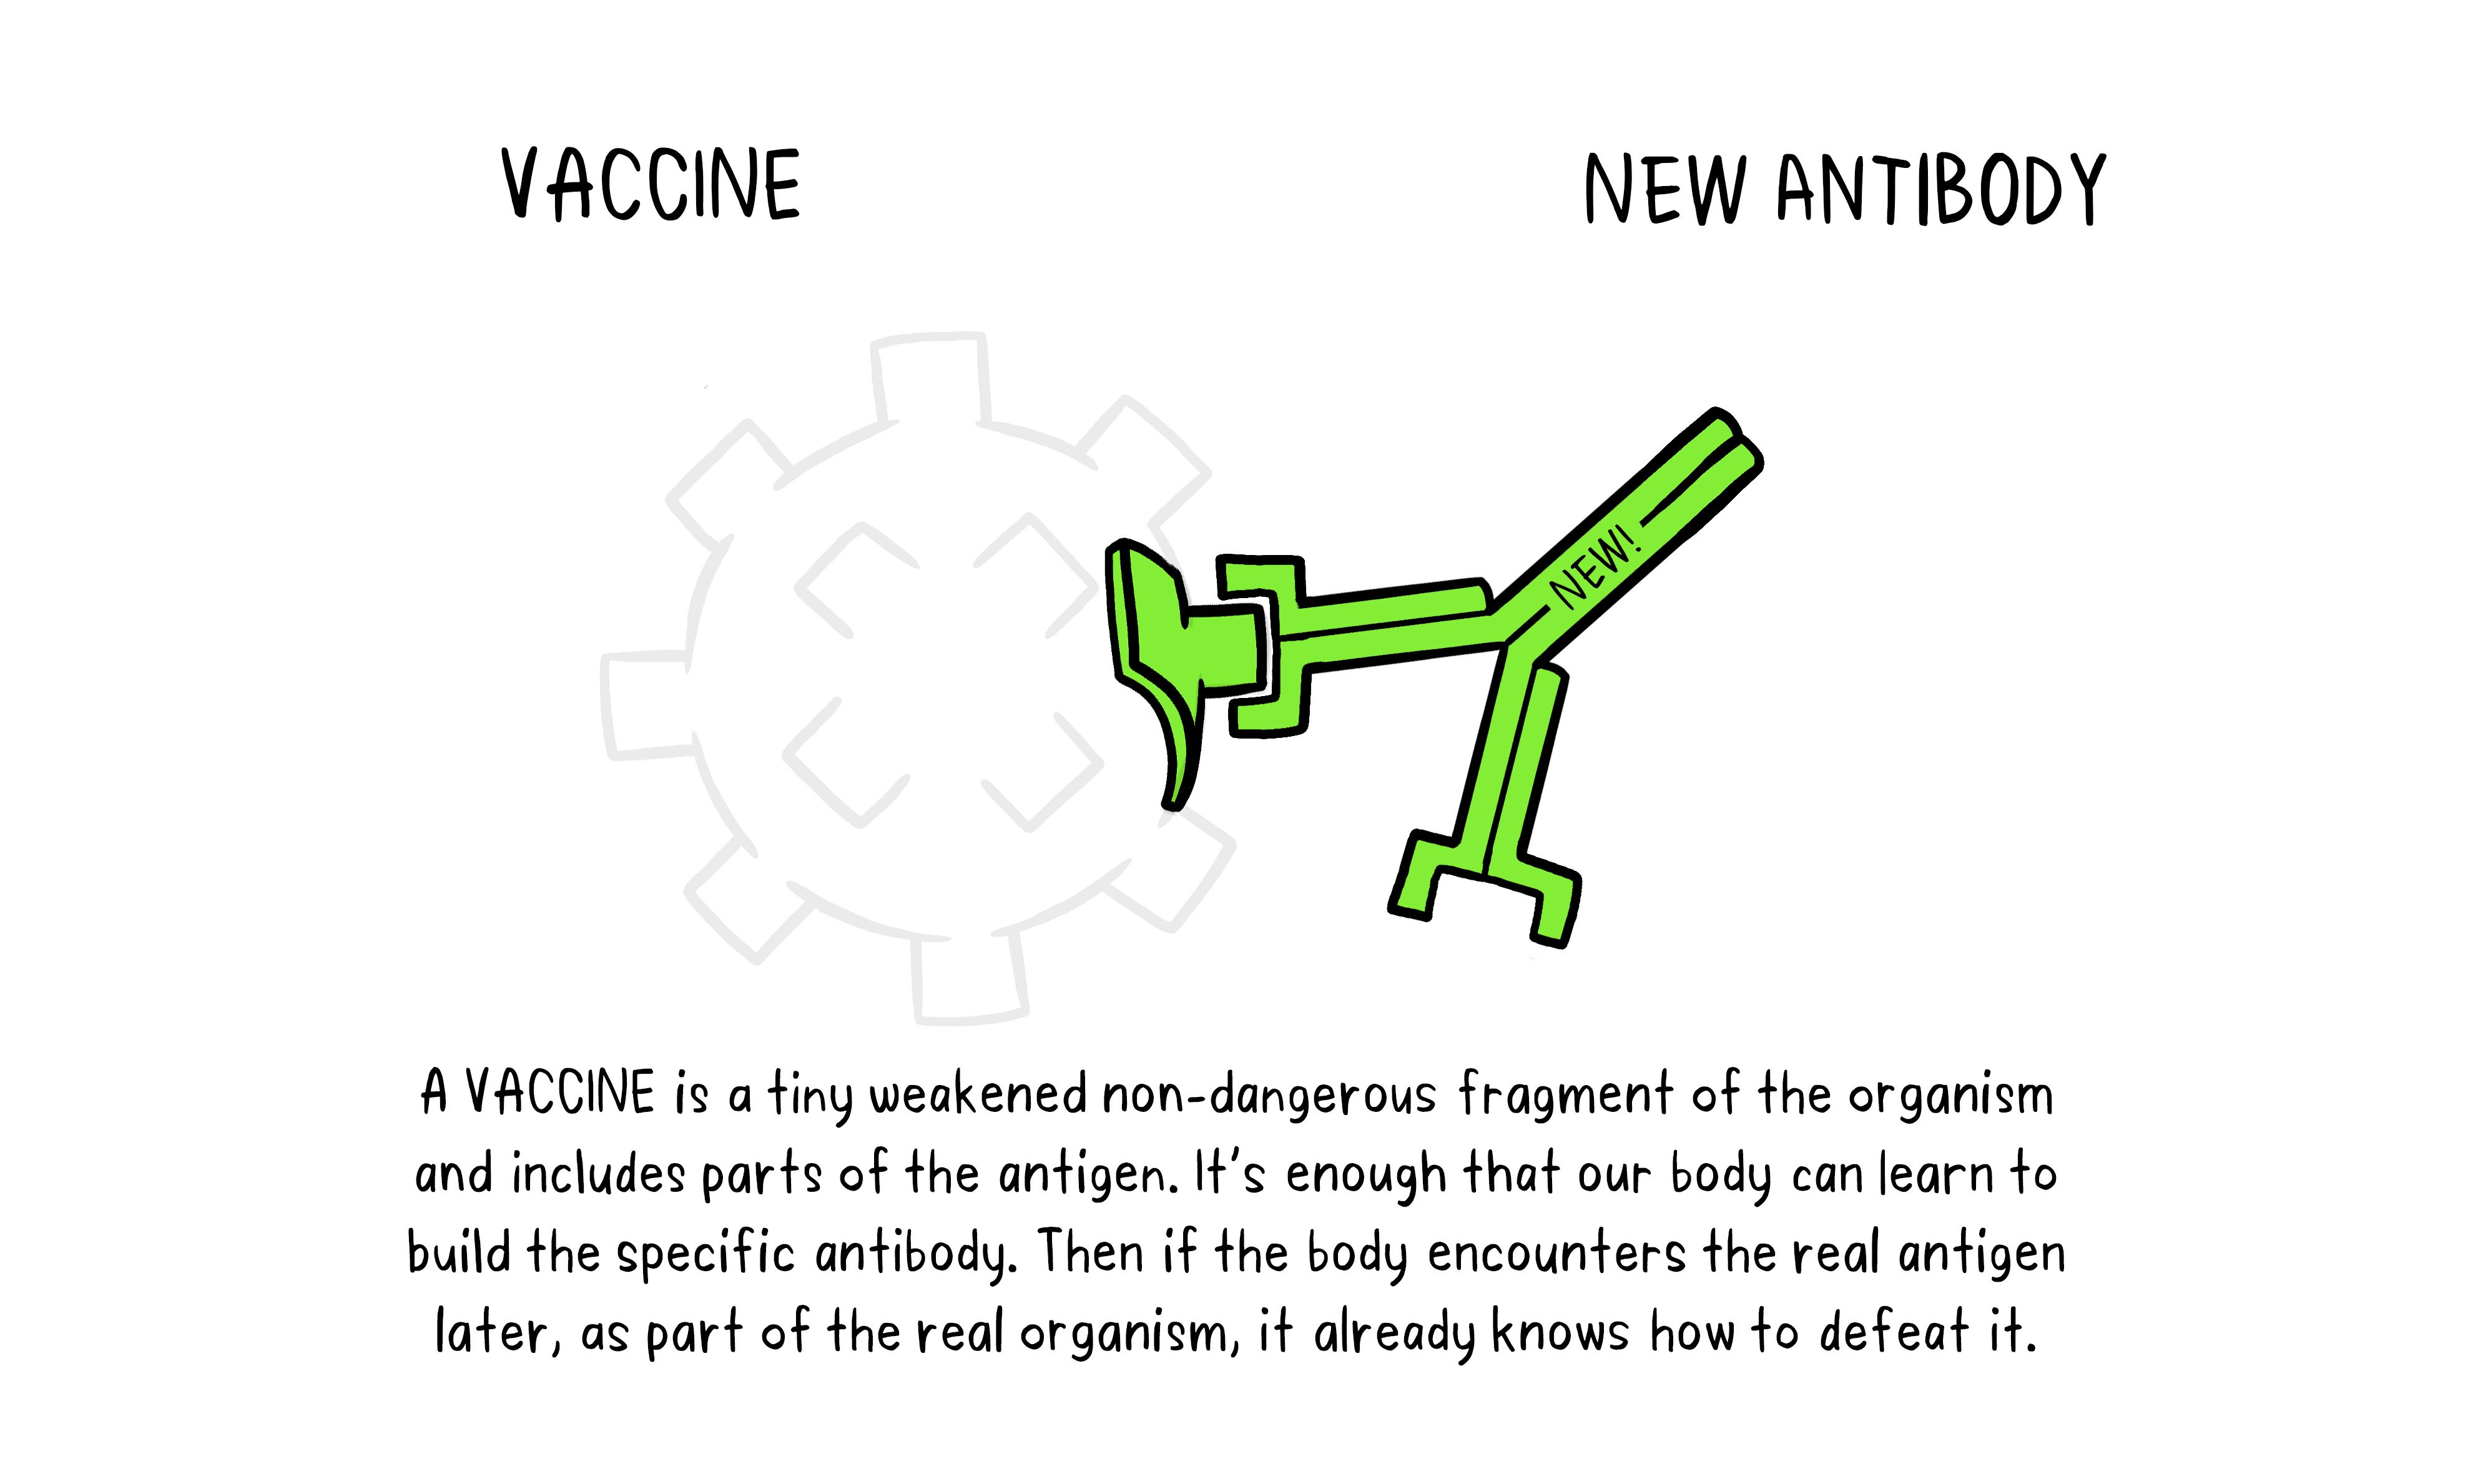 VACCINE
NEW ANTIBODY
NEW!
A VACCINE is a tiny weakened non-dangerous fragment of the organism
and includes parts of the antigen. It's enough that our body can learn to
build the specific antibody. Then if the body encounters the real antigen
later, as part of the real organism, it already knows how to defeat it.